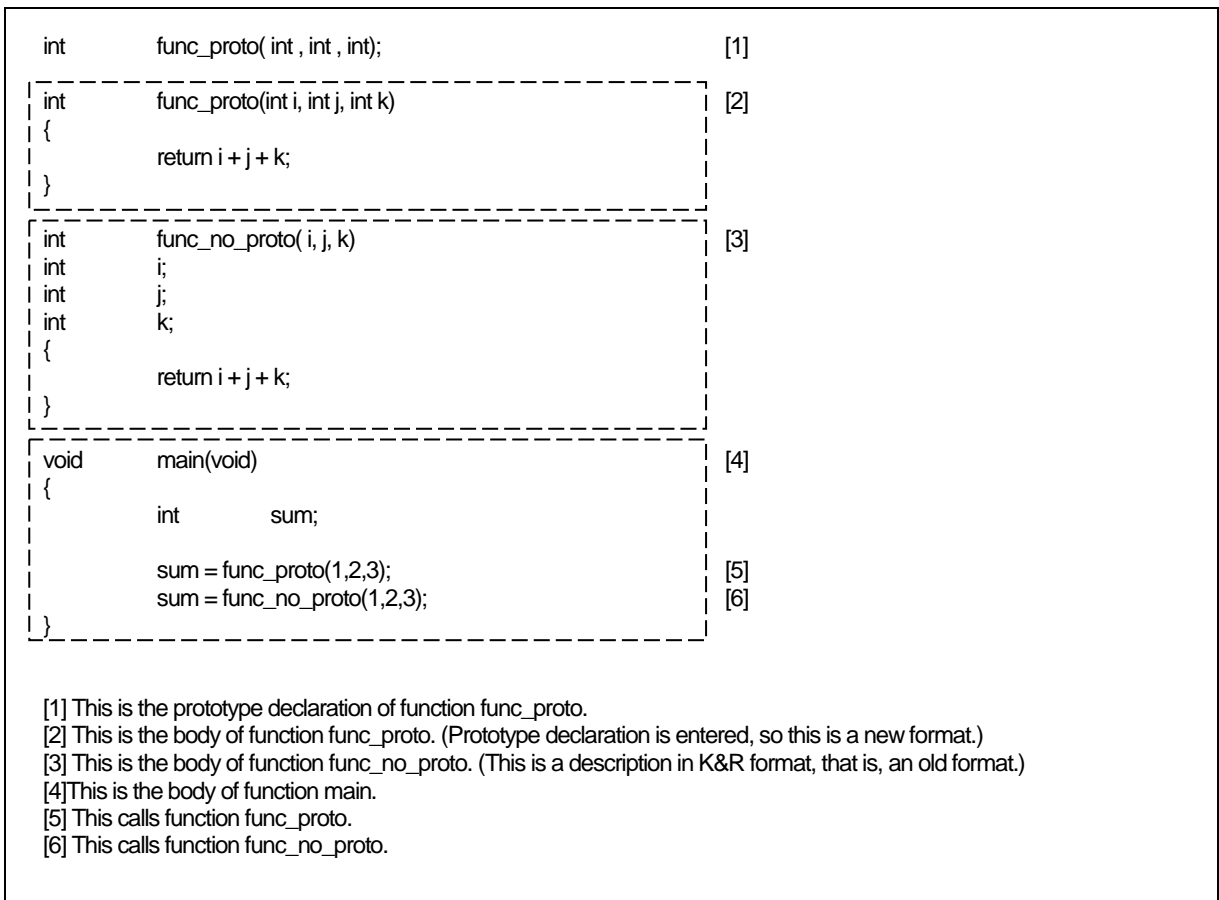 int func_proto( int , int , int); [1]
int func_proto(int i, int j, int k) [2]
{
return i + j + k;
}
int func_no_proto( i, j, k) [3]
int i;
int j;
int k;
{
return i + j + k;
}
void main(void) [4]
{
int sum;
sum = func_proto(1,2,3); [5]
sum = func_no_proto(1,2,3); [6]
}
[1] This is the prototype declaration of function func_proto.
[2] This is the body of function func_proto. (Prototype declaration is entered, so this is a new format.)
[3] This is the body of function func_no_proto. (This is a description in K&R format, that is, an old format.)
[4]This is the body of function main.
[5] This calls function func_proto.
[6] This calls function func_no_proto.